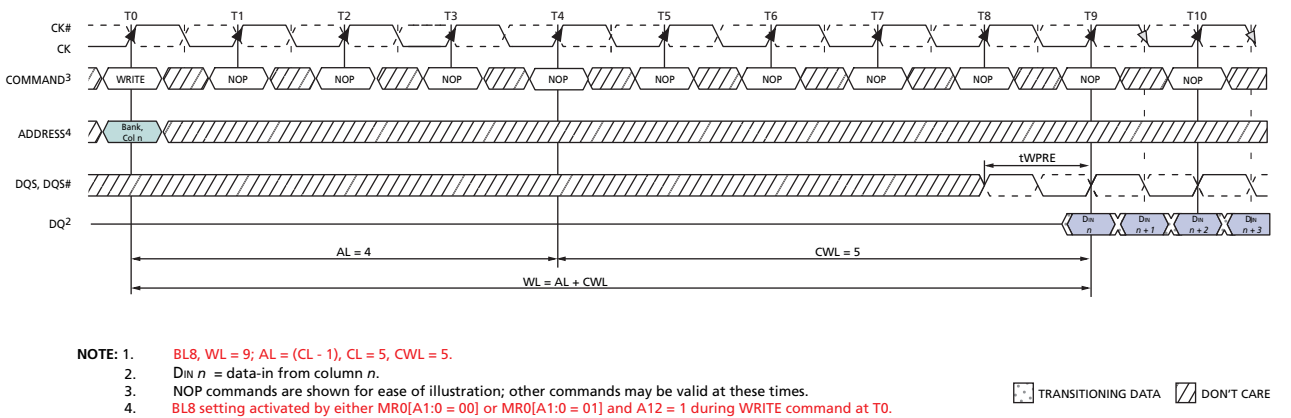 T0 T1 T2 T3 T4 T5 T6 T7 T8 T9 T10
CK#
CK
COMMAND3 WRITE NOP NOP NOP NOP NOP NOP NOP NOP NOP NOP
ADDRESS4 Bank,
Col n
tWPRE
DQS, DQS#
DQ2 DIN DIN DIN DIN
n n + 1 n + 2 n + 3
AL = 4 CWL = 5
WL = AL + CWL
NOTE: 1. BL8, WL = 9; AL = (CL - 1), CL = 5, CWL = 5.
2. DIN n = data-in from column n.
3. NOP commands are shown for ease of illustration; other commands may be valid at these times.
4. BL8 setting activated by either MR0[A1:0 = 00] or MR0[A1:0 = 01] and A12 = 1 during WRITE command at T0.
TRANSITIONING DATA DON'T CARE